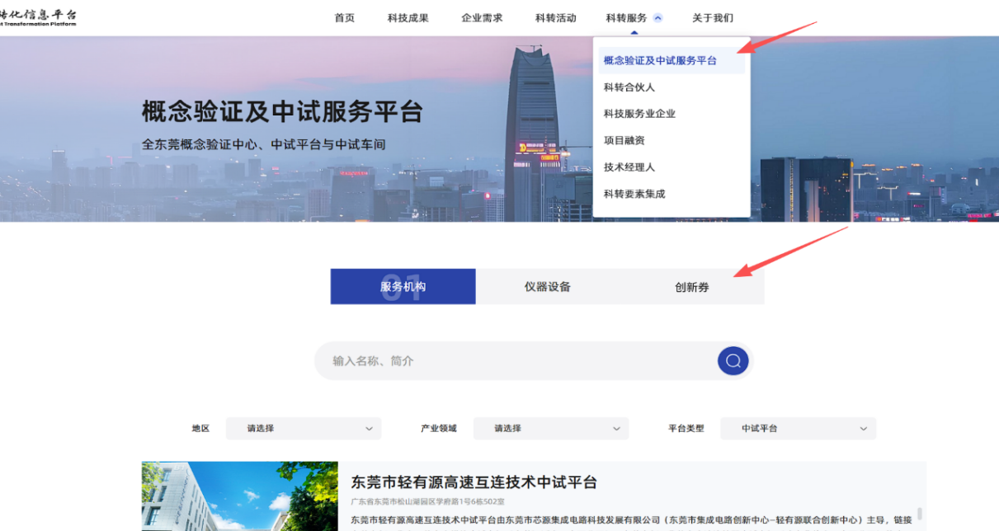 转化信息平台
t Transformation Platform
首页 科技成果 企业需求 科转活动 科转服务 关于我们
概念验证及中试服务平台
科转合伙人
科技服务业企业
项目融资
技术经理人
科转要素集成
概念验证及中试服务平台
全东莞概念验证中心、中试平台与中试车间
01
服务机构 仪器设备 创新券
输入名称、简介
地区 请选择 产业领域 请选择 平台类型 中试平台
东莞市轻有源高速互连技术中试平台
广东省东莞市松山湖园区学府路1号6栋502室
东莞市轻有源高速互连技术中试平台由东莞市芯源集成电路科技发展有限公司（东莞市集成电路创新中心—轻有源联合创新中心）主导，链接